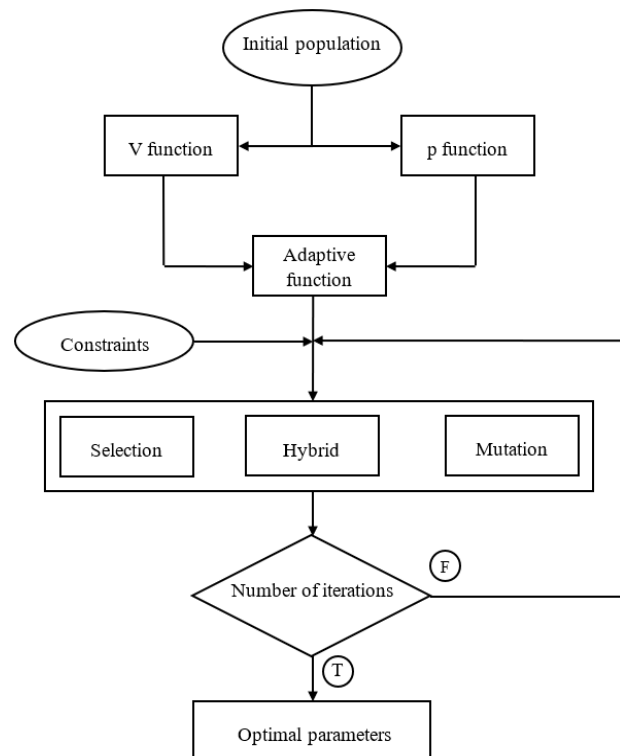 Initial population
V function
p function
Adaptive
function
Constraints
Selection
Hybrid
Mutation
Number of iterations
F
T
Optimal parameters